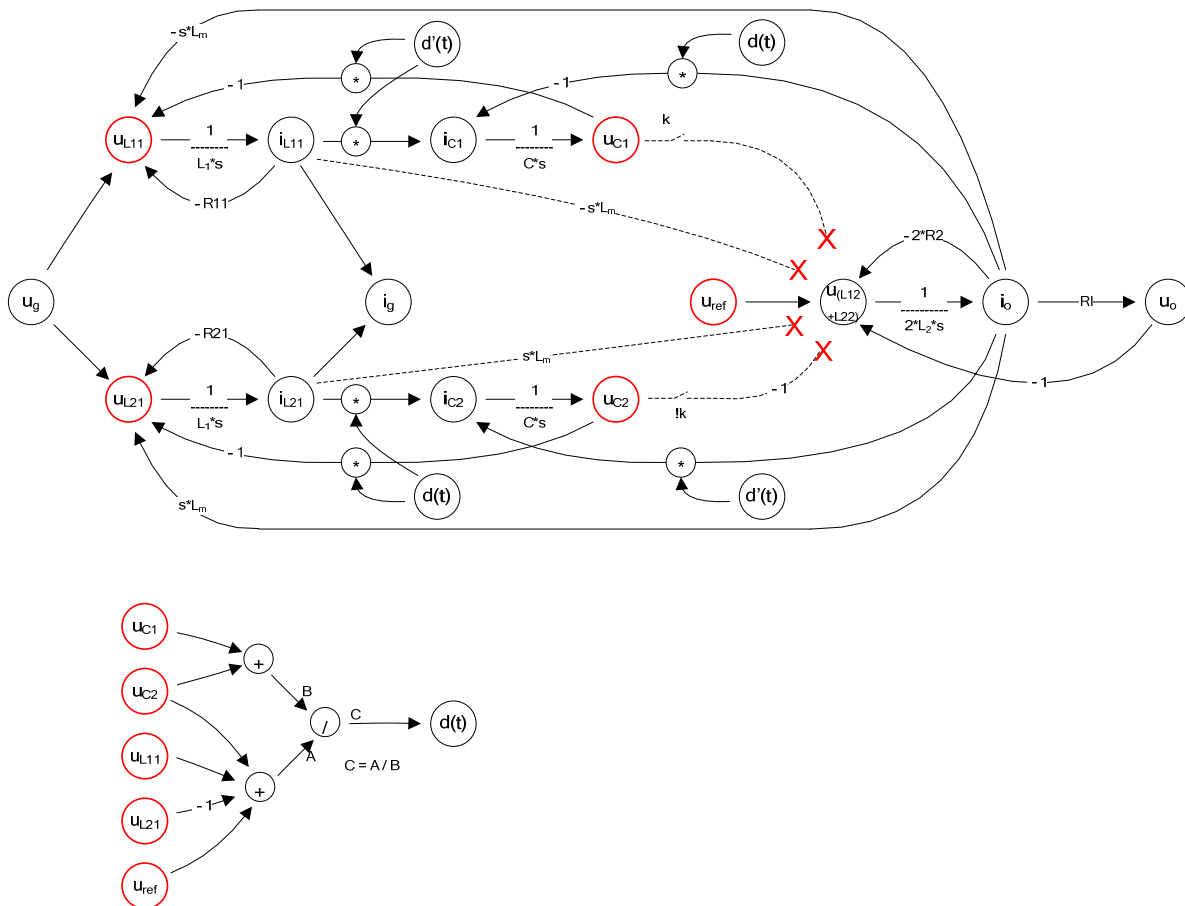 -s*Lm
d'(t)
d(t)
*
-1
*
-1
k
uL11
1
L1*s
iL11
*
iC1
1
C*s
uC1
-R11
-s*Lm
-2*R2
ug
ig
uref
u(L12
+L22)
1
2*L2*s
io
RI
uo
-R21
s*Lm
-1
-1
uL21
1
L1*s
iL21
*
iC2
1
C*s
uC2
!k
-1
*
*
s*Lm
d(t)
d'(t)
uC1
+
uC2
B
/
C
d(t)
uL11
A
C = A / B
+
uL21
-1
uref